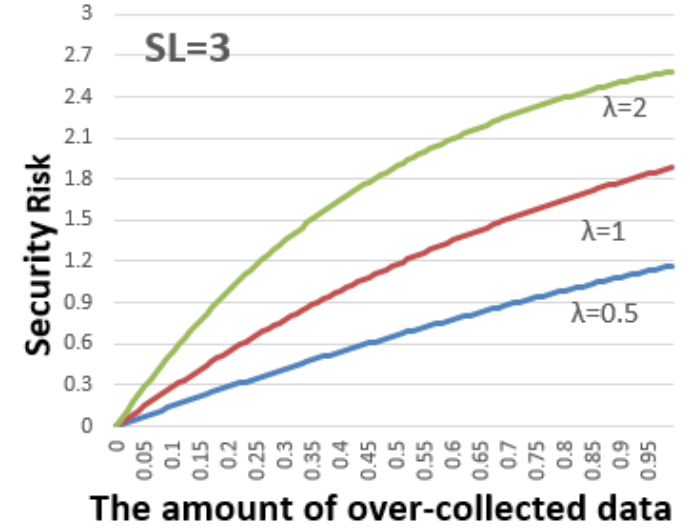 3
SL=3
2.7
2.4
λ=2
2.1
1.8
1.5
λ=1
1.2
0.9
λ=0.5
0.6
0.3
0
Security Risk
0 0.05 0.1 0.15 0.2 0.25 0.3 0.35 0.4 0.45 0.5 0.55 0.6 0.65 0.7 0.75 0.8 0.85 0.9 0.95
The amount of over-collected data